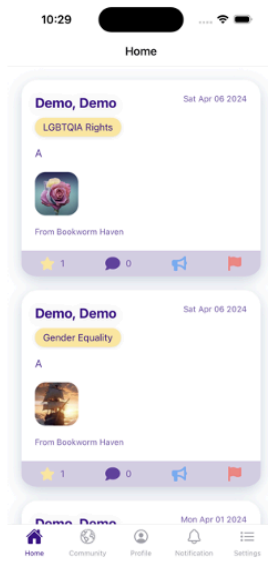 10:29
Home
Demo, Demo
Sat Apr 06 2024
LGBTQIA Rights
A
From Bookworm Haven
1
0
Demo, Demo
Sat Apr 06 2024
Gender Equality
A
From Bookworm Haven
1
0
Demo, Demo
Mon Apr 01 2024
Home
Community
Profile
Notification
Settings